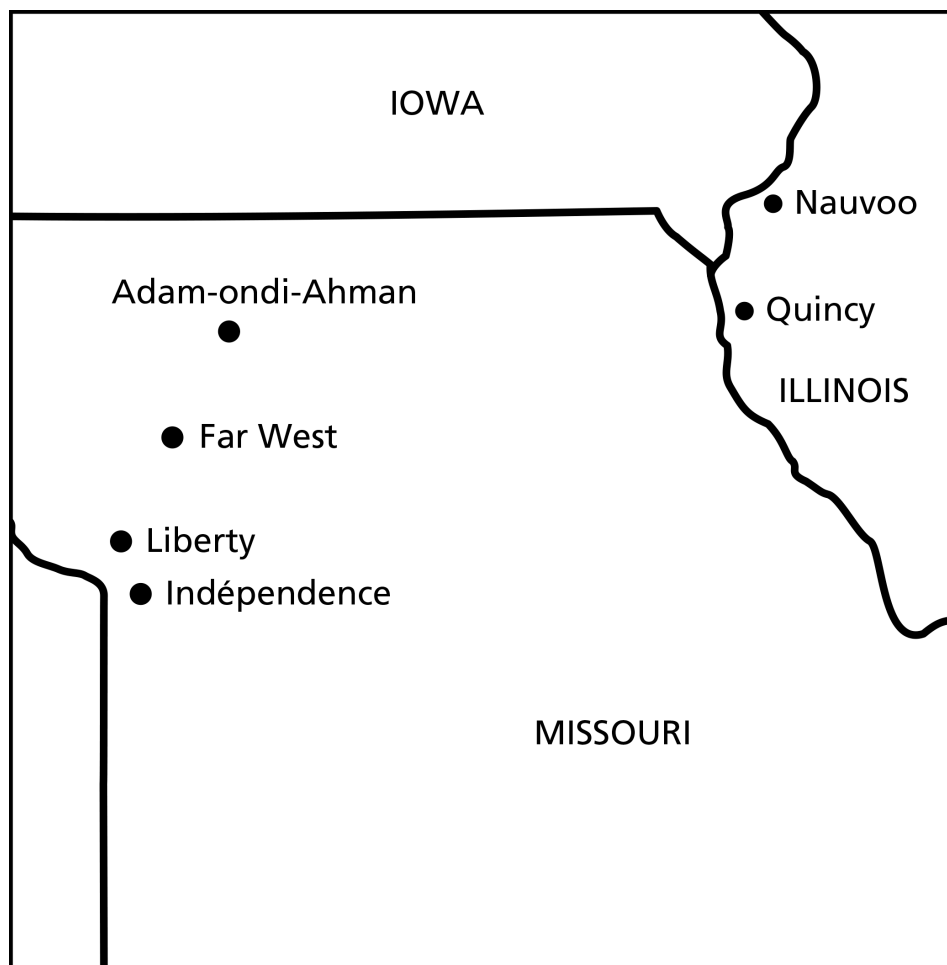 IOWA
Nauvoo
Adam-ondi-Ahman
Quincy
ILLINOIS
Far West
Liberty
Indépendence
MISSOURI